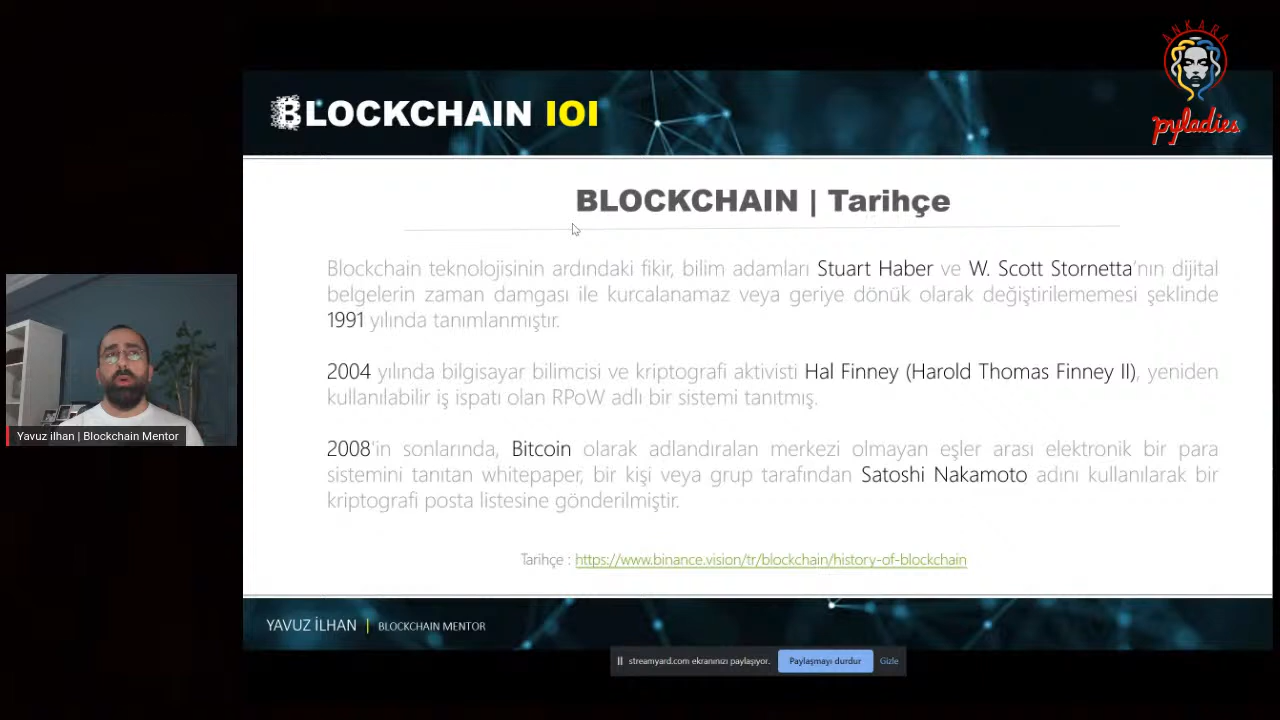 ANKARA
pyladies
BLOCKCHAIN IOI
BLOCKCHAIN | Tarihçe
Blockchain teknolojisinin ardındaki fikir, bilim adamları Stuart Haber ve W. Scott Stornetta'nın dijital
belgelerin zaman damgası ile kurcalanamaz veya geriye dönük olarak değiştirilememesi şeklinde
1991 yılında tanımlanmıştır.
2004 yılında bilgisayar bilimcisi ve kriptografi aktivisti Hal Finney (Harold Thomas Finney II), yeniden
kullanılabilir iş ispatı olan RPoW adlı bir sistemi tanıtmış.
2008'in sonlarında, Bitcoin olarak adlandıralan merkezi olmayan eşler arası elektronik bir para
sistemini tanıtan whitepaper, bir kişi veya grup tarafından Satoshi Nakamoto adını kullanılarak bir
kriptografi posta listesine gönderilmiştir.
Tarihçe : https://www.binance.vision/tr/blockchain/history-of-blockchain
YAVUZ İLHAN | BLOCKCHAIN MENTOR
Yavuz ilhan | Blockchain Mentor
streamyard.com ekranınızı paylaşıyor. Paylaşmayı durdur Gizle